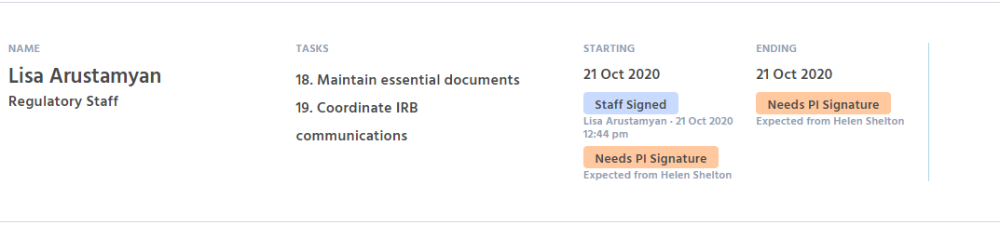 NAME
Lisa Arustamyan
Regulatory Staff
TASKS
18. Maintain essential documents
19. Coordinate IRB
communications
STARTING
21 Oct 2020
Staff Signed
Lisa Arustamyan · 21 Oct 2020
12:44 pm
Needs PI Signature
Expected from Helen Shelton
ENDING
21 Oct 2020
Needs PI Signature
Expected from Helen Shelton